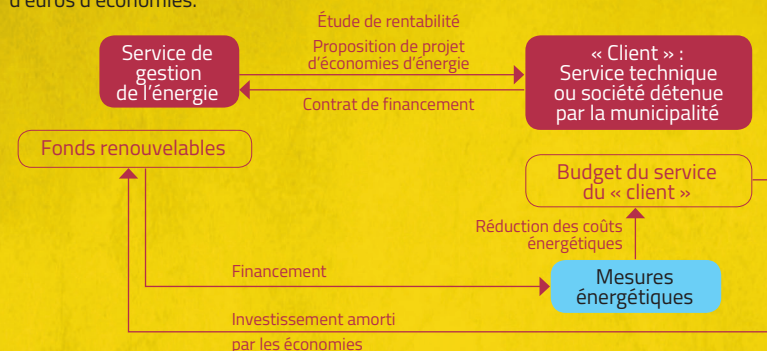 d'euros d'économies.
Étude de rentabilité
Proposition de projet
d'économies d'énergie
Service de
gestion
de l'énergie
« Client » :
Service technique
ou société détenue
par la municipalité
Contrat de financement
Fonds renouvelables
Budget du service
du « client »
Réduction des coûts
énergétiques
Financement
Mesures
énergétiques
Investissement amorti
par les économies